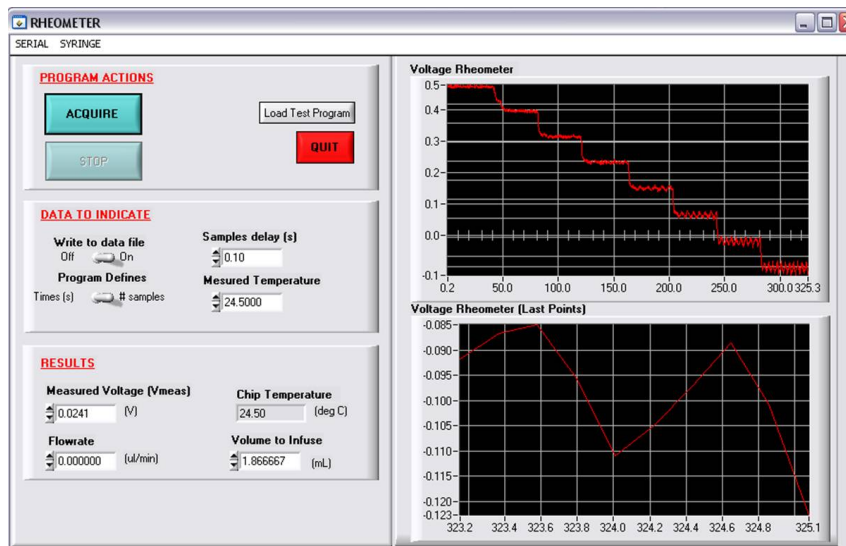 RHEOMETER
SERIAL SYRINGE
PROGRAM ACTIONS
ACQUIRE
Load Test Program
STOP
QUIT
DATA TO INDICATE
Write to data file
Off On
Samples delay (s)
0.10
Program Defines
Times (s) # samples
Mesured Temperature
24.5000
RESULTS
Measured Voltage (Vmeas)
0.0241 (V)
Chip Temperature
24.50 (deg C)
Flowrate
0.000000 (ul/min)
Volume to Infuse
1.866667 (mL)
Voltage Rheometer
0.5-
0.4-
0.3-
0.2-
0.1-
0.0-
-0.1-
0.2 50.0 100.0 150.0 200.0 250.0 300.0 325.3
Voltage Rheometer (Last Points)
-0.085-
-0.090-
-0.095-
-0.100-
-0.105-
-0.110-
-0.115-
-0.120-
-0.123-
323.2 323.4 323.6 323.8 324.0 324.2 324.4 324.6 324.8 325.1